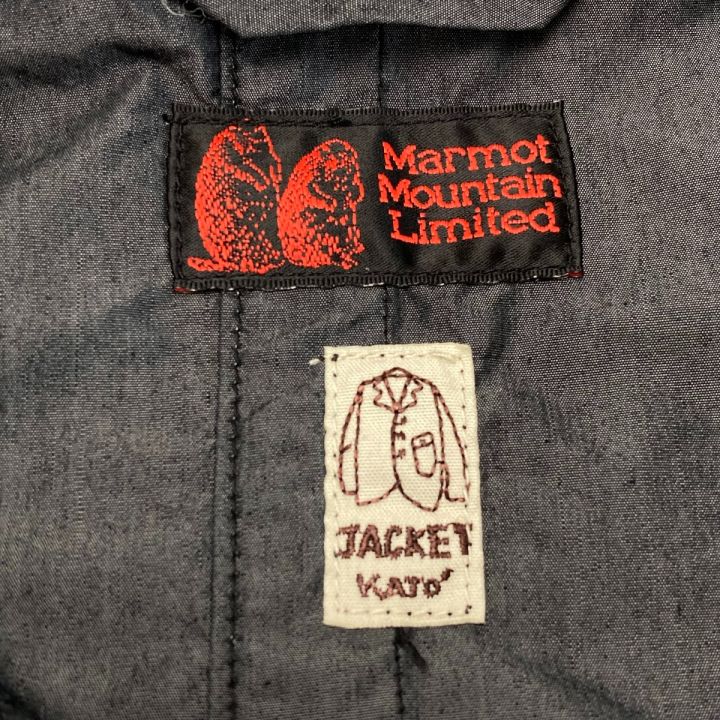 Marmot
Mountain
Limited
JACKET
KATO'